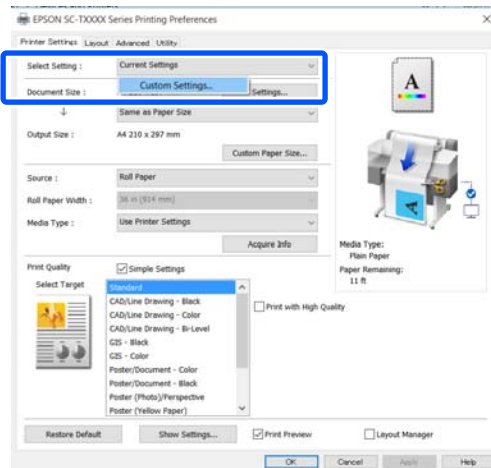 EPSON SC-TXXXX Series Printing Preferences
Printer Settings Layout Advanced Utility
Select Setting : Current Settings
Custom Settings...
Document Size : Settings...
Same as Paper Size
Output Size : A4 210 x 297 mm
Custom Paper Size...
Source : Roll Paper
Roll Paper Width : 36 in (914 mm)
Media Type : Use Printer Settings
Acquire Info
Media Type:
Plain Paper
Paper Remaining:
11 ft
Print Quality Simple Settings
Select Target
Standard
CAD/Line Drawing - Black
CAD/Line Drawing - Color
CAD/Line Drawing - Bi-Level
GIS - Black
GIS - Color
Poster/Document - Color
Poster/Document - Black
Poster (Photo)/Perspective
Poster (Yellow Paper)
Print with High Quality
A
Restore Default Show Settings... Print Preview Layout Manager
OK Cancel Apply Help